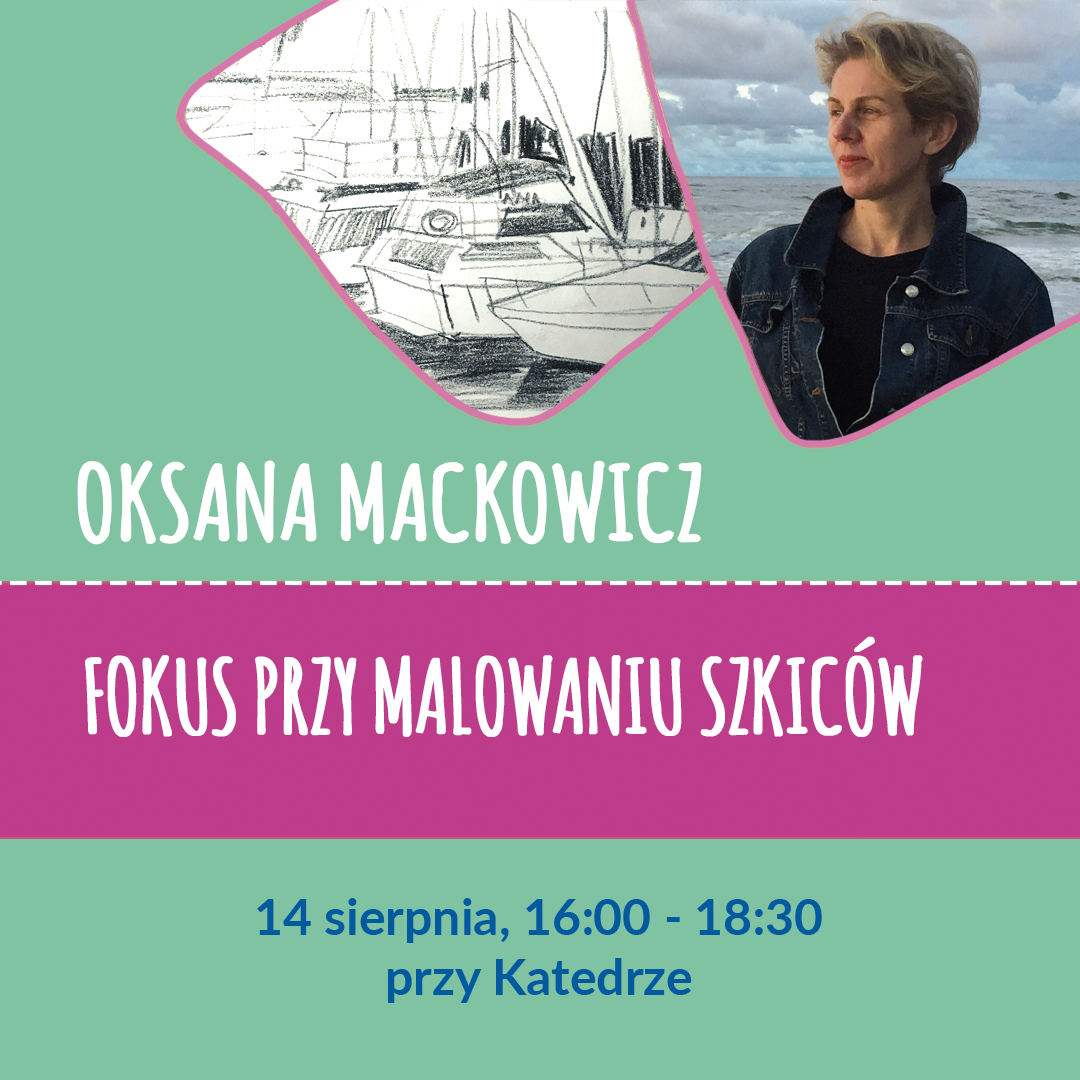 OKSANA MACKOWICZ
FOKUS PRZY MALOWANIU SZKICÓW
14 sierpnia, 16:00 - 18:30
przy Katedrze